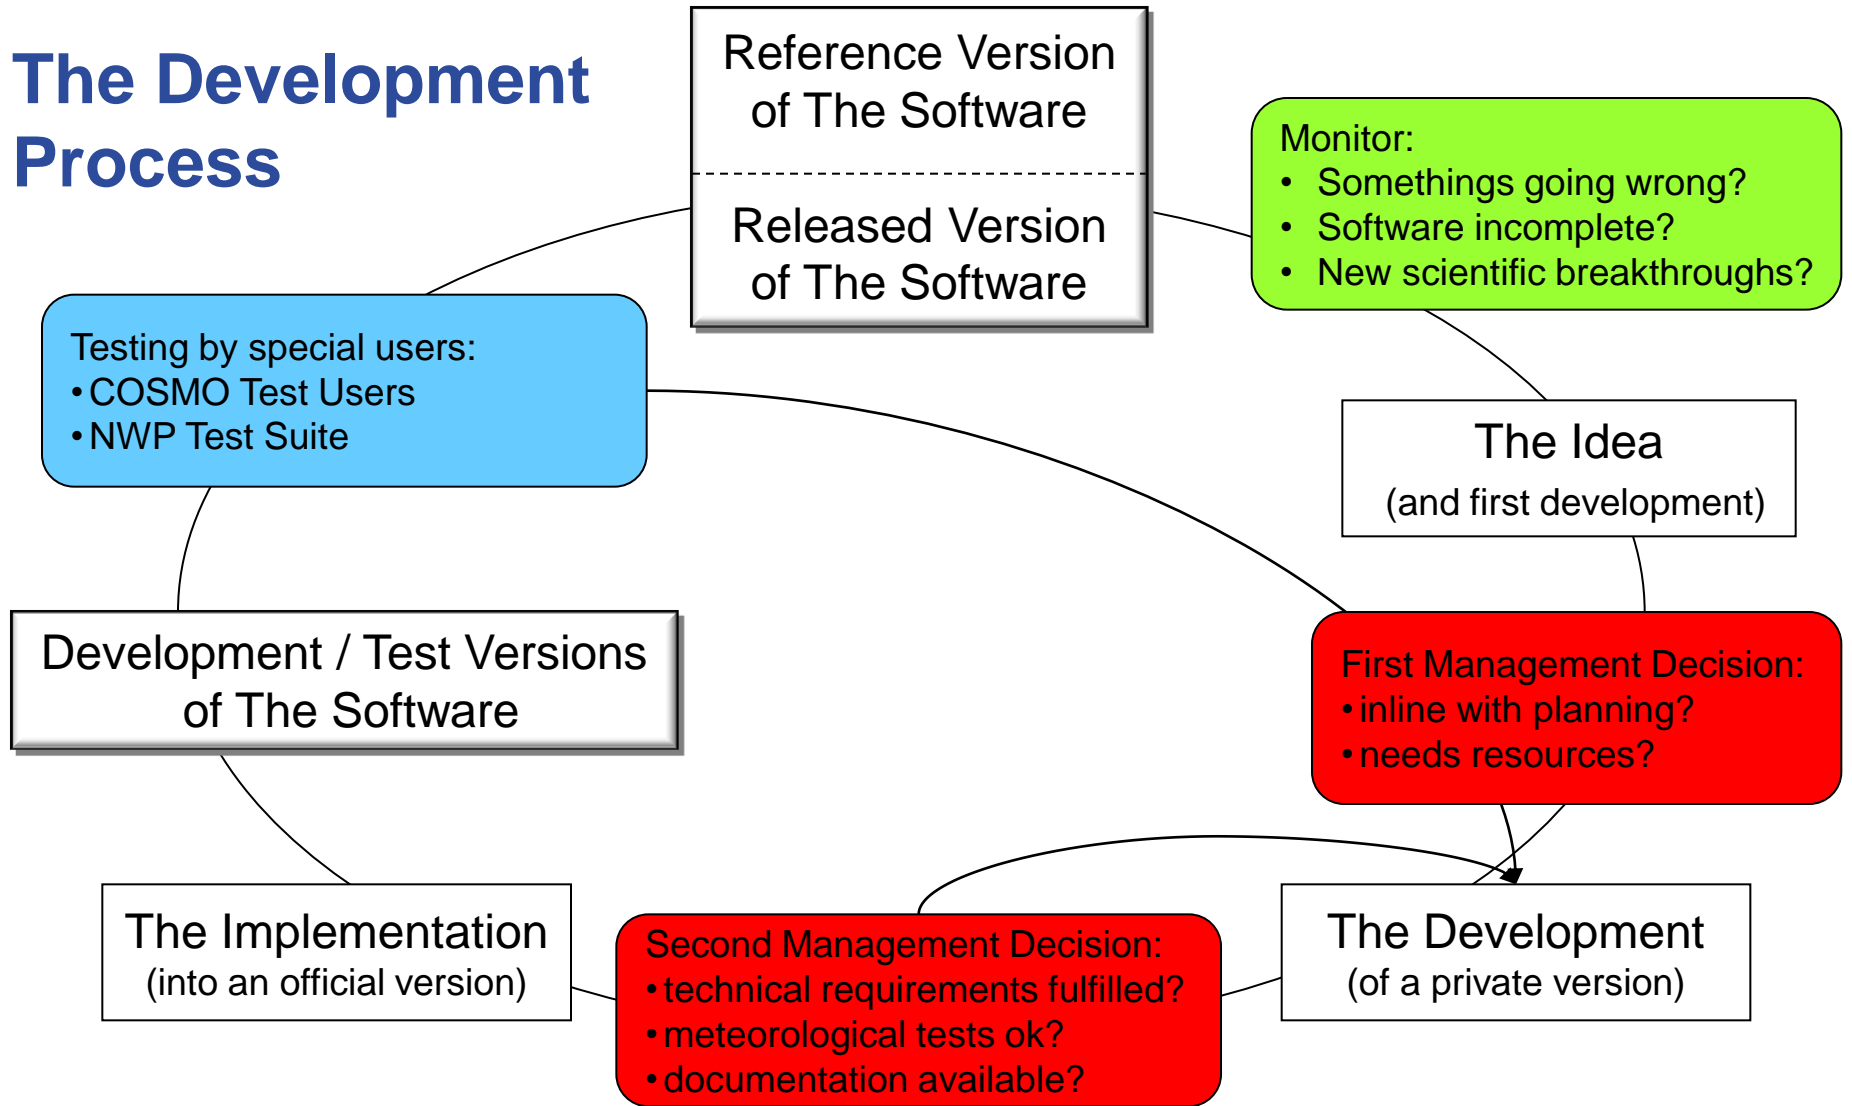 The Development
Process
Reference Version
of The Software
Released Version
of The Software
Monitor:
• Somethings going wrong?
• Software incomplete?
• New scientific breakthroughs?
Testing by special users:
• COSMO Test Users
• NWP Test Suite
The Idea
(and first development)
Development / Test Versions
of The Software
First Management Decision:
• inline with planning?
• needs resources?
The Implementation
(into an official version)
Second Management Decision:
• technical requirements fulfilled?
• meteorological tests ok?
• documentation available?
The Development
(of a private version)